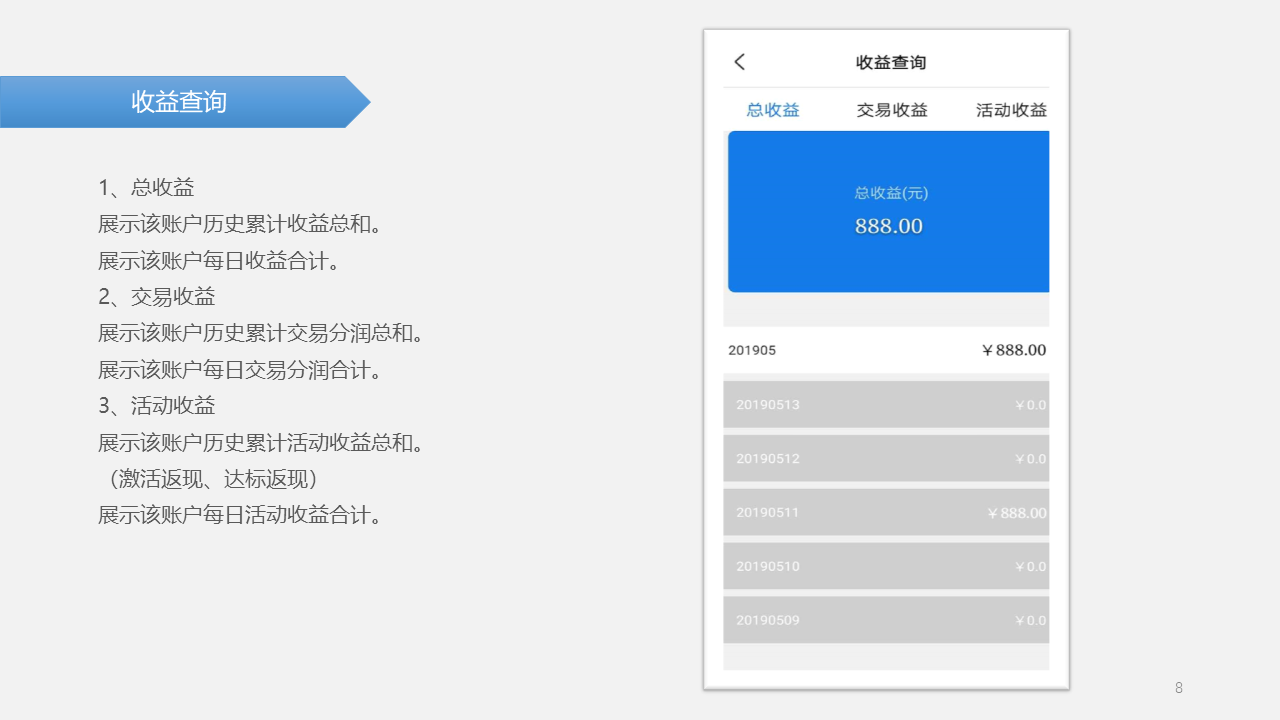 收益查询
1、总收益
展示该账户历史累计收益总和。
展示该账户每日收益合计。
2、交易收益
展示该账户历史累计交易分润总和。
展示该账户每日交易分润合计。
3、活动收益
展示该账户历史累计活动收益总和。
（激活返现、达标返现）
展示该账户每日活动收益合计。
收益查询
总收益 交易收益 活动收益
总收益(元)
888.00
201905 ￥888.00
20190513 ￥0.0
20190512 ￥0.0
20190511 ￥888.00
20190510 ￥0.0
20190509 ￥0.0
8